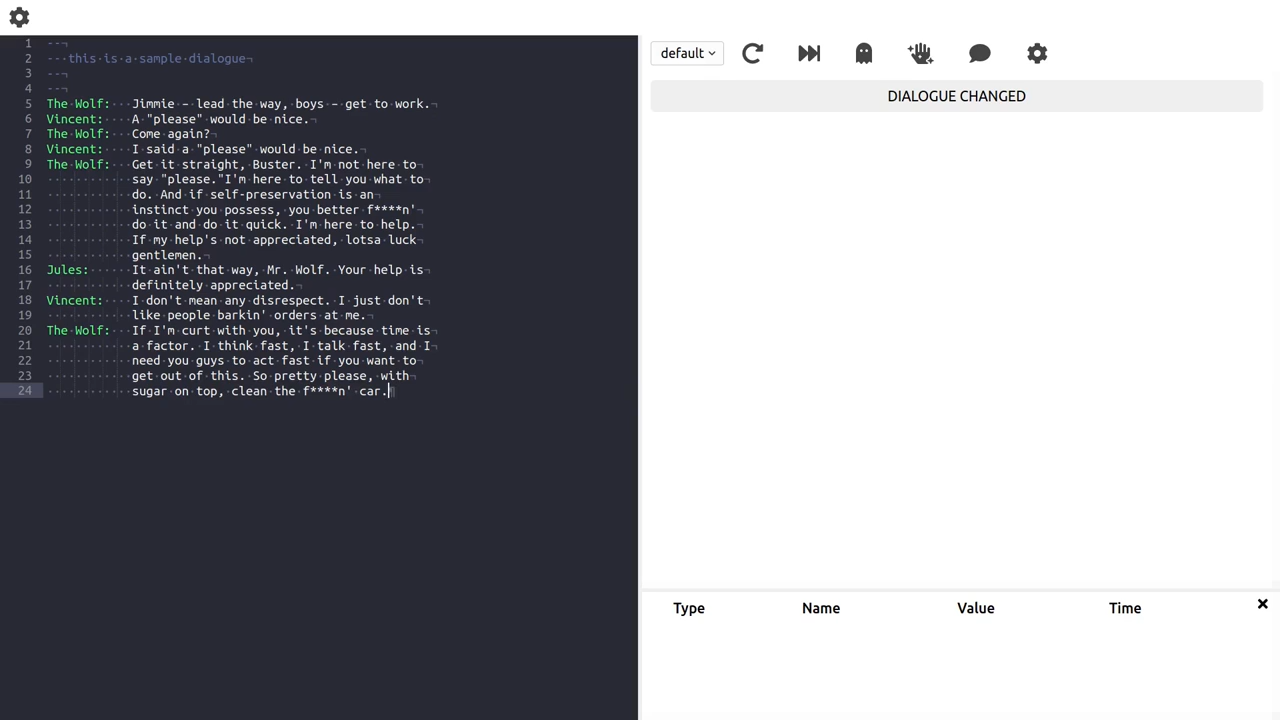 default
DIALOGUE CHANGED
1 --
2 -- this is a sample dialogue
3 --
4 --
5 The Wolf: Jimmie – lead the way, boys – get to work.
6 Vincent: A "please" would be nice.
7 The Wolf: Come again?
8 Vincent: I said a "please" would be nice.
9 The Wolf: Get it straight, Buster. I'm not here to
10 say "please."I'm here to tell you what to
11 do. And if self-preservation is an
12 instinct you possess, you better f****n'
13 do it and do it quick. I'm here to help.
14 If my help's not appreciated, lotsa luck
15 gentlemen.
16 Jules: It ain't that way, Mr. Wolf. Your help is
17 definitely appreciated.
18 Vincent: I don't mean any disrespect. I just don't
19 like people barkin' orders at me.
20 The Wolf: If I'm curt with you, it's because time is
21 a factor. I think fast, I talk fast, and I
22 need you guys to act fast if you want to
23 get out of this. So pretty please, with
24 sugar on top, clean the f****n' car.
Type Name Value Time